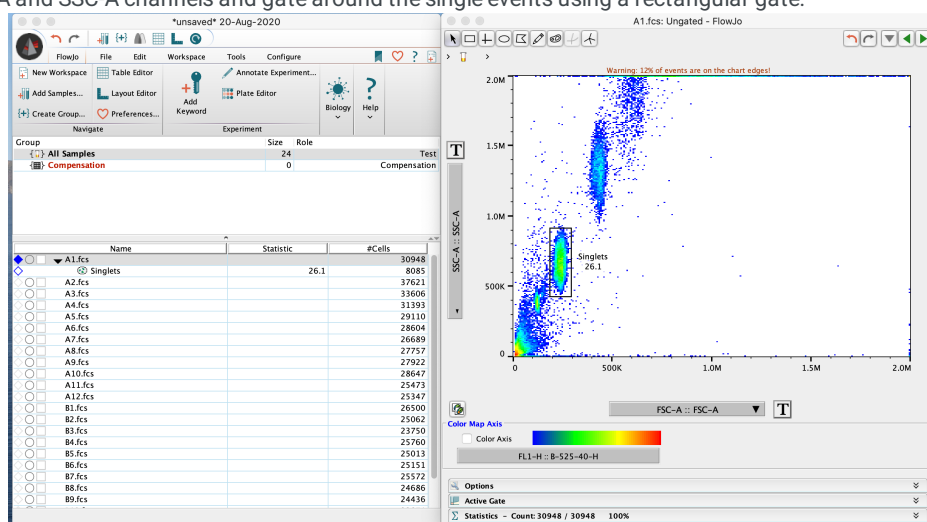 A and SSC-A channels and gate around the single events using a rectangular gate.
*unsaved* 20-Aug-2020
FlowJo File Edit Workspace Tools Configure
New Workspace Table Editor Annotate Experiment...
Add Samples... Layout Editor Add Keyword Plate Editor Biology Help
{+} Create Group... Preferences...
Navigate Experiment
Group Size Role
All Samples 24 Test
Compensation 0 Compensation
Name Statistic #Cells
A1.fcs 30948
Singlets 26.1 8085
A2.fcs 37621
A3.fcs 33606
A4.fcs 31393
A5.fcs 29110
A6.fcs 28604
A7.fcs 26689
A8.fcs 27757
A9.fcs 27922
A10.fcs 28647
A11.fcs 25473
A12.fcs 25347
B1.fcs 26500
B2.fcs 25062
B3.fcs 23750
B4.fcs 25760
B5.fcs 25013
B6.fcs 25151
B7.fcs 25572
B8.fcs 24686
B9.fcs 24436
A1.fcs: Ungated - FlowJo
Warning: 12% of events are on the chart edges!
T
SSC-A :: SSC-A
2.0M
1.5M
1.0M
500K
0
Singlets
26.1
0 500K 1.0M 1.5M 2.0M
FSC-A :: FSC-A T
Color Map Axis
Color Axis
FL1-H :: B-525-40-H
Options
Active Gate
Σ Statistics - Count: 30948 / 30948 100%